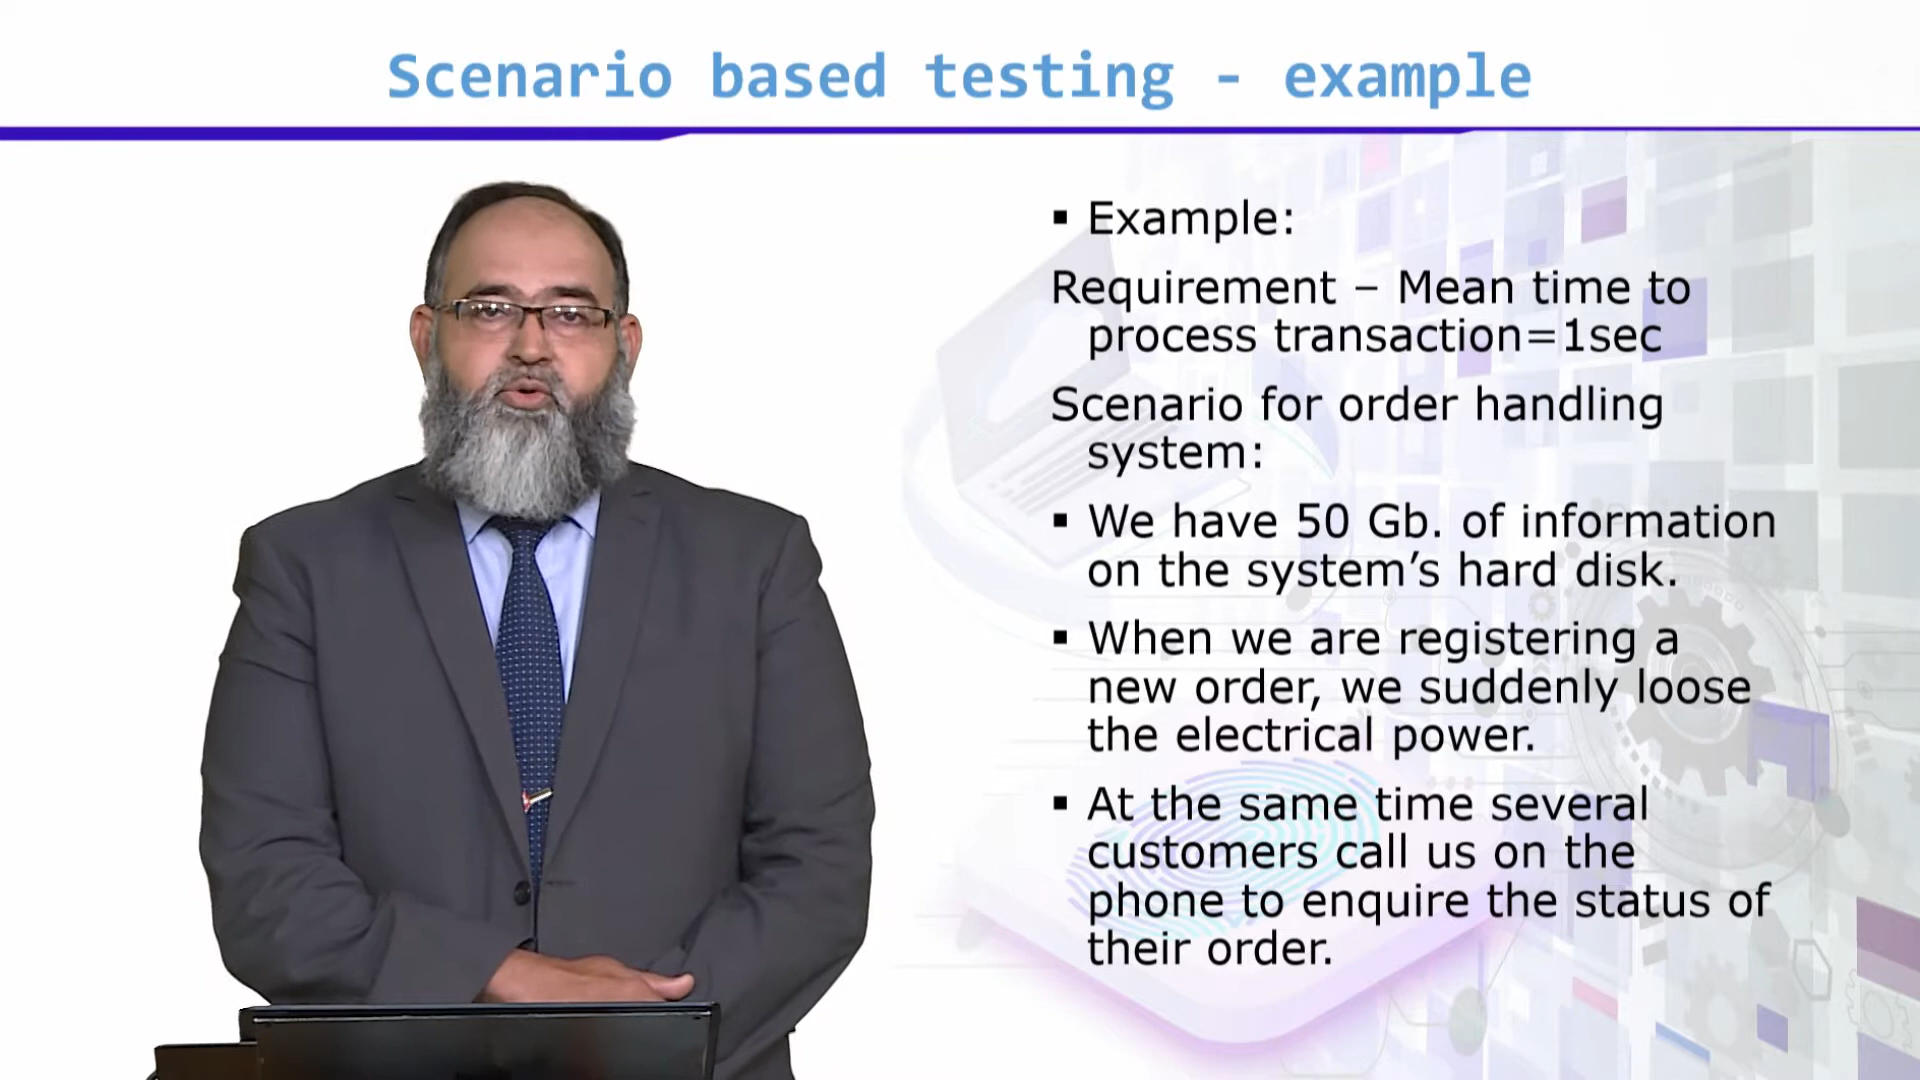 Scenario based testing - example
▪ Example:
Requirement – Mean time to
process transaction=1sec
Scenario for order handling
system:
▪ We have 50 Gb. of information
on the system’s hard disk.
▪ When we are registering a
new order, we suddenly loose
the electrical power.
▪ At the same time several
customers call us on the
phone to enquire the status of
their order.